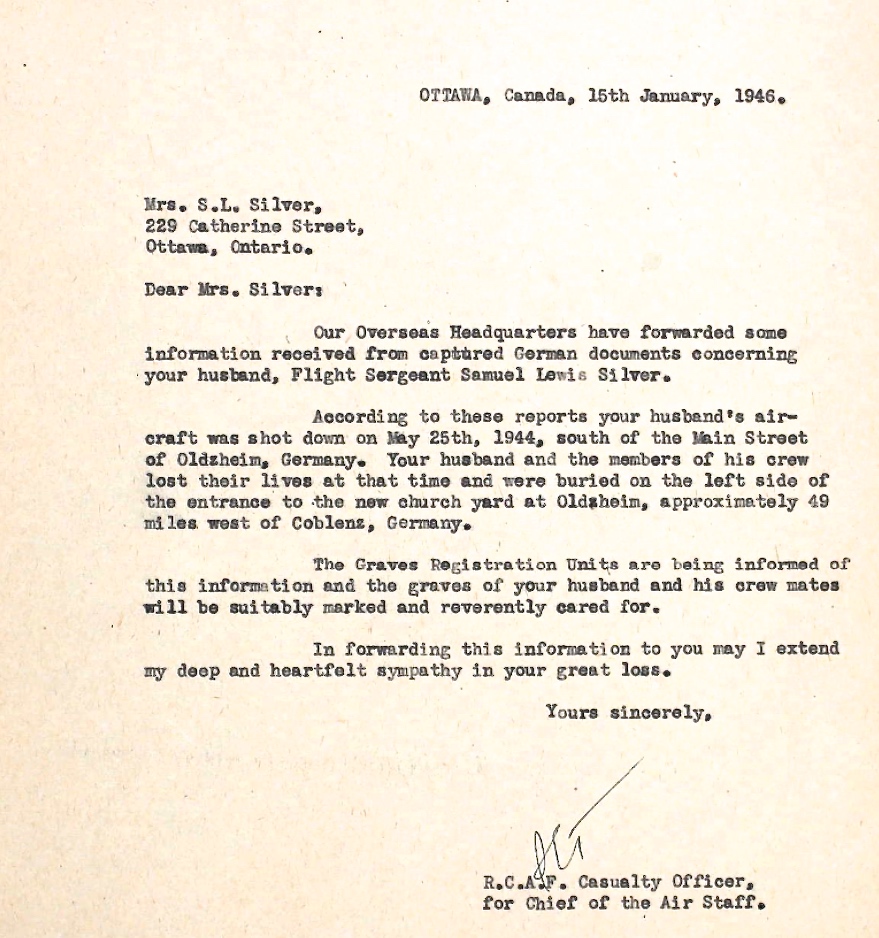 OTTAWA, Canada, 15th January, 1946.
Mrs. S.L. Silver,
229 Catherine Street,
Ottawa, Ontario.
Dear Mrs. Silver:
Our Overseas Headquarters have forwarded some
information received from captured German documents concerning
your husband, Flight Sergeant Samuel Lewis Silver.
According to these reports your husband's air-
craft was shot down on May 25th, 1944, south of the Main Street
of Oldzheim, Germany. Your husband and the members of his crew
lost their lives at that time and were buried on the left side of
the entrance to the new church yard at Oldzheim, approximately 49
miles west of Coblenz, Germany.
The Graves Registration Units are being informed of
this information and the graves of your husband and his crew mates
will be suitably marked and reverently cared for.
In forwarding this information to you may I extend
my deep and heartfelt sympathy in your great loss.
Yours sincerely,
R.C.A.F. Casualty Officer,
for Chief of the Air Staff.